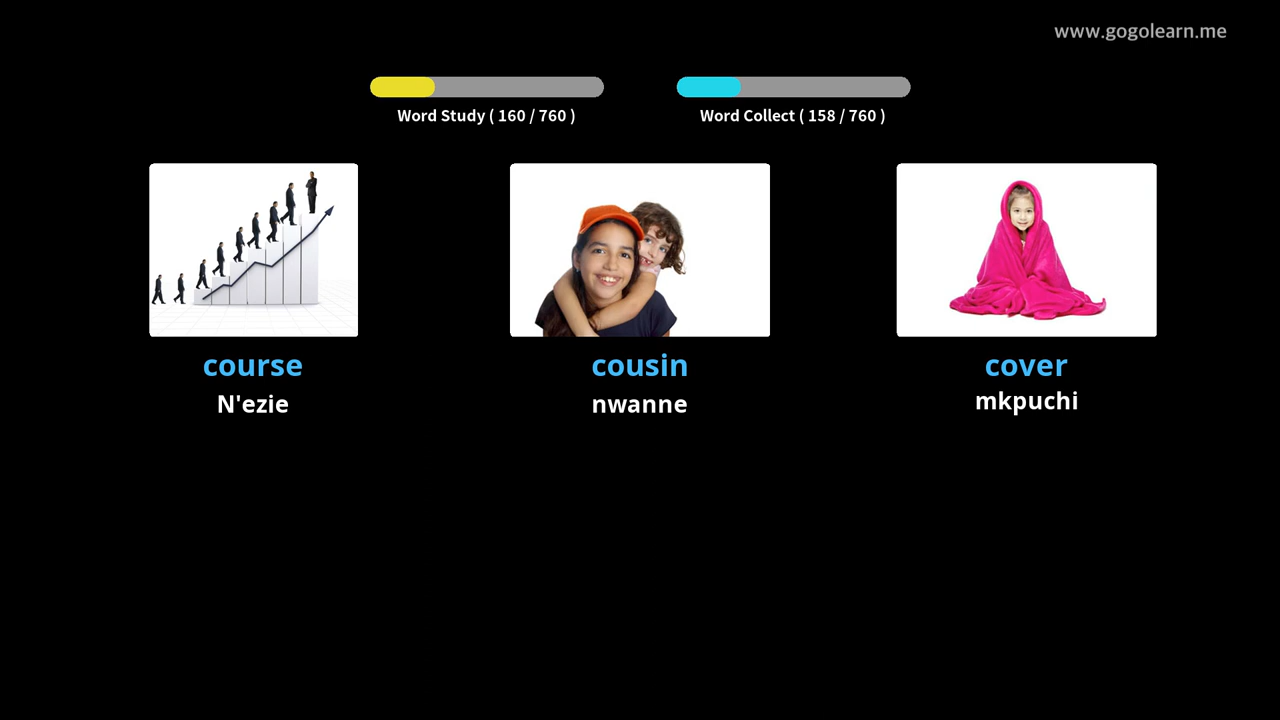 www.gogolearn.me
Word Study ( 160 / 760 )
Word Collect ( 158 / 760 )
course
N'ezie
cousin
nwanne
cover
mkpuchi